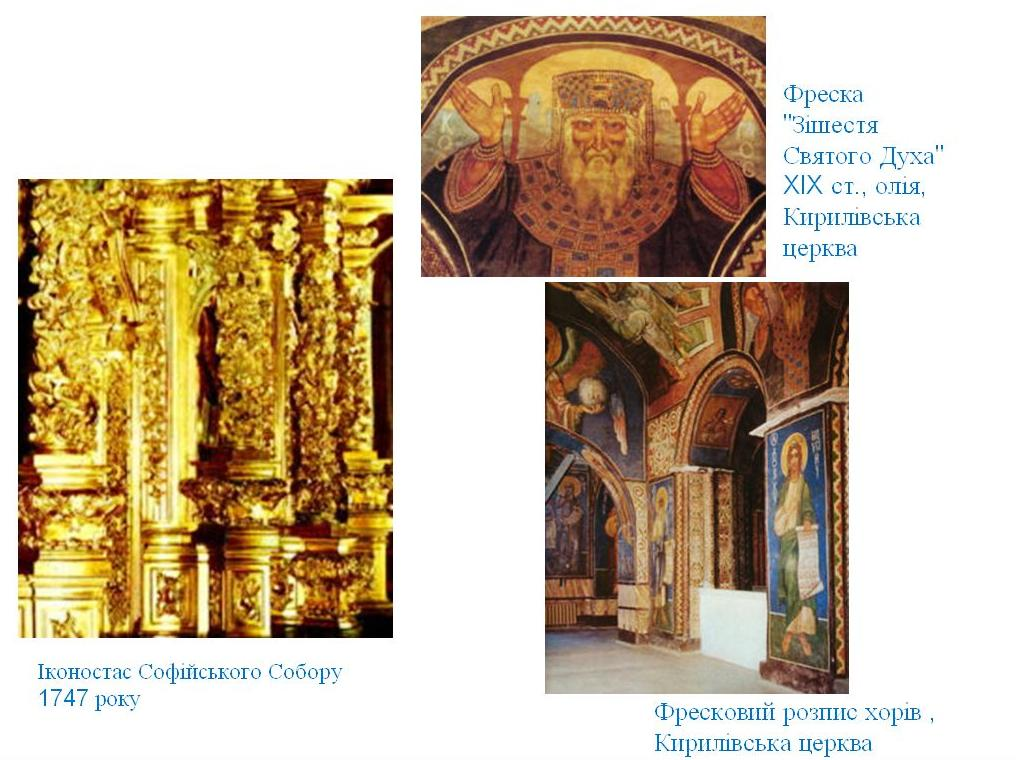 Фреска
"Зішестя
Святого Духа"
XIX ст., олія,
Кирилівська
церква
Іконостас Софійського Собору
1747 року
Фресковий розпис хорів ,
Кирилівська церква